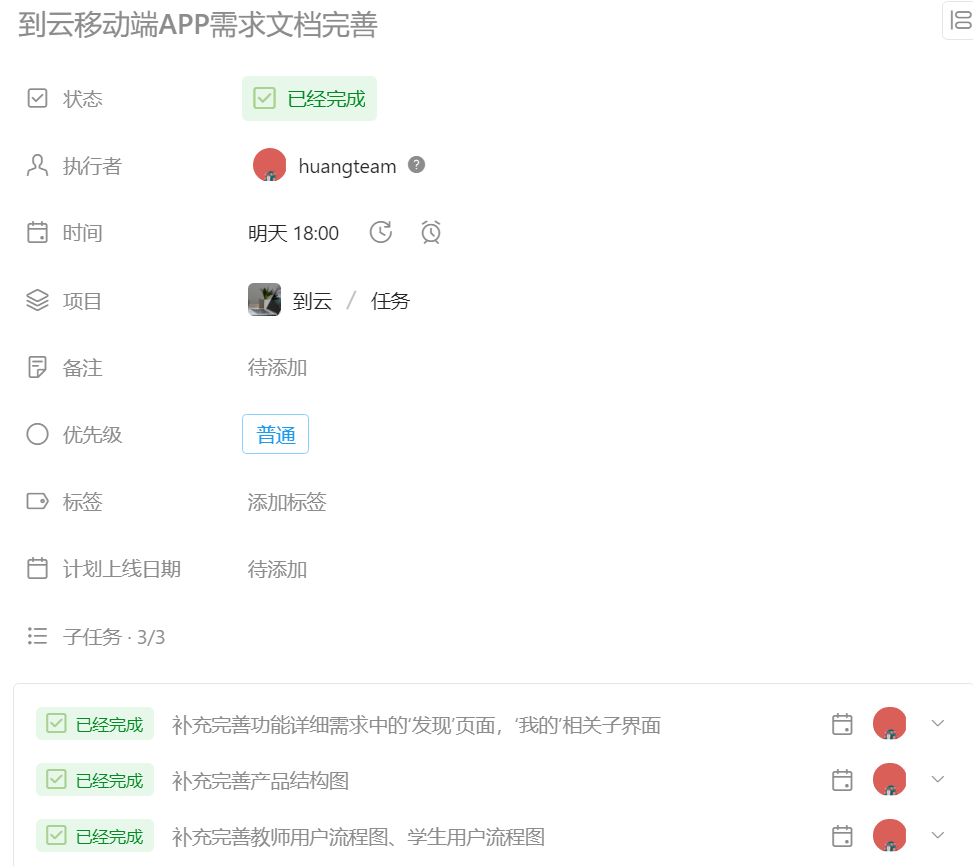 到云移动端APP需求文档完善
状态 已经完成
执行者 huangteam ?
时间 明天 18:00
项目 到云 / 任务
备注 待添加
优先级 普通
标签 添加标签
计划上线日期 待添加
子任务 · 3/3
已经完成 补充完善功能详细需求中的‘发现’页面，‘我的’相关子界面
已经完成 补充完善产品结构图
已经完成 补充完善教师用户流程图、学生用户流程图